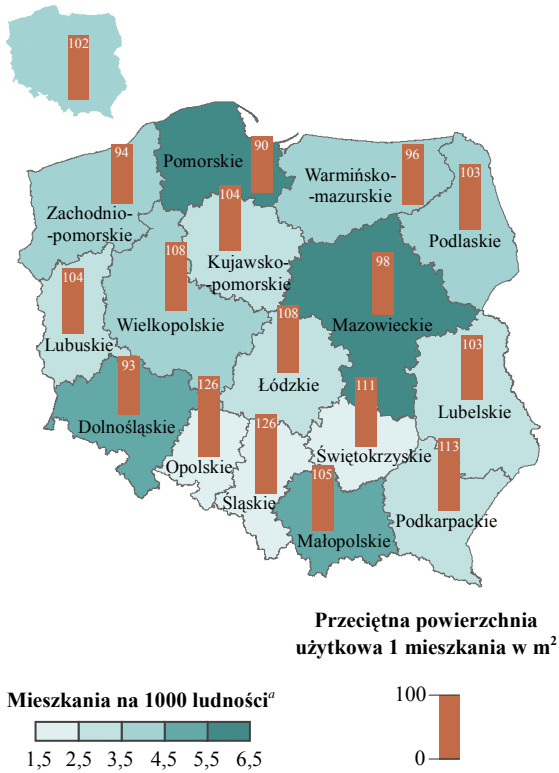 102
94
Zachodnio-
-pomorskie
Pomorskie
90
96
Warmińsko-
-mazurskie
103
Podlaskie
104
Kujawsko-
-pomorskie
104
Lubuskie
108
Wielkopolskie
98
Mazowieckie
108
Łódzkie
103
Lubelskie
93
Dolnośląskie
126
Opolskie
126
Śląskie
111
Świętokrzyskie
105
Małopolskie
113
Podkarpackie
Przeciętna powierzchnia
użytkowa 1 mieszkania w m²
100
0
Mieszkania na 1000 ludnościᵃ
1,5 2,5 3,5 4,5 5,5 6,5